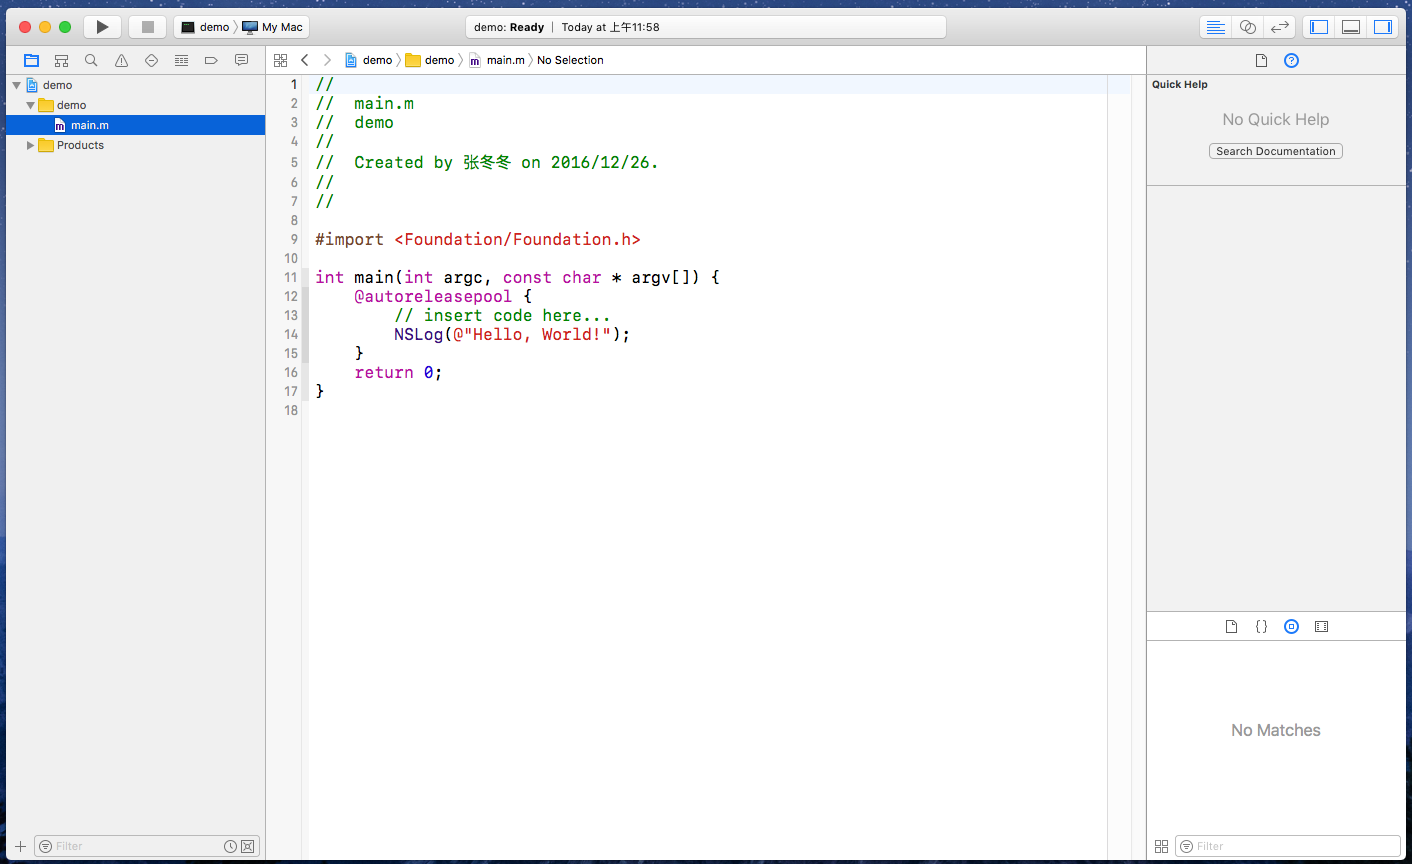 demo
My Mac
demo: Ready | Today at 上午11:58
demo
demo
main.m
Products
demo
demo
main.m
No Selection
1 //
2 //  main.m
3 //  demo
4 //
5 //  Created by 张冬冬 on 2016/12/26.
6 //
7 //
8
9 #import <Foundation/Foundation.h>
10
11 int main(int argc, const char * argv[]) {
12     @autoreleasepool {
13         // insert code here...
14         NSLog(@"Hello, World!");
15     }
16     return 0;
17 }
18
Quick Help
No Quick Help
Search Documentation
No Matches
Filter
Filter